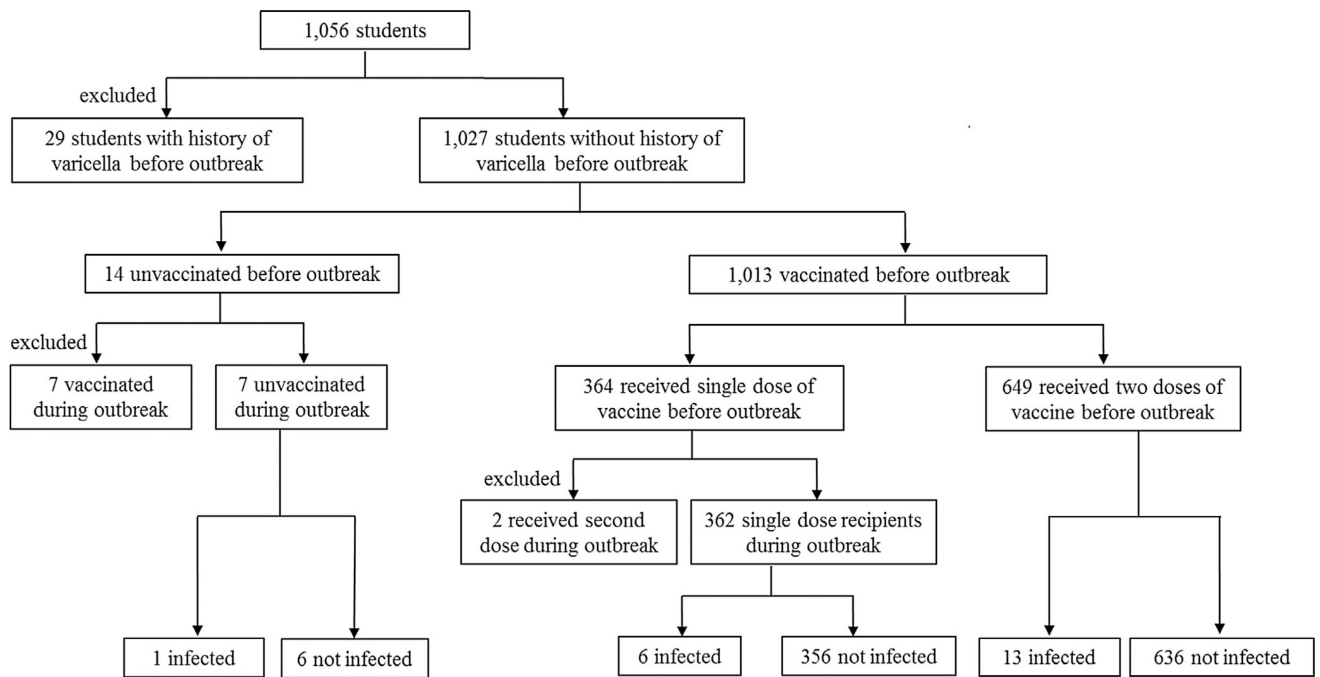 1,056 students
excluded
29 students with history of
varicella before outbreak
1,027 students without history of
varicella before outbreak
14 unvaccinated before outbreak
1,013 vaccinated before outbreak
excluded
7 vaccinated
during outbreak
7 unvaccinated
during outbreak
364 received single dose of
vaccine before outbreak
649 received two doses of
vaccine before outbreak
excluded
2 received second
dose during outbreak
362 single dose recipients
during outbreak
1 infected
6 not infected
6 infected
356 not infected
13 infected
636 not infected